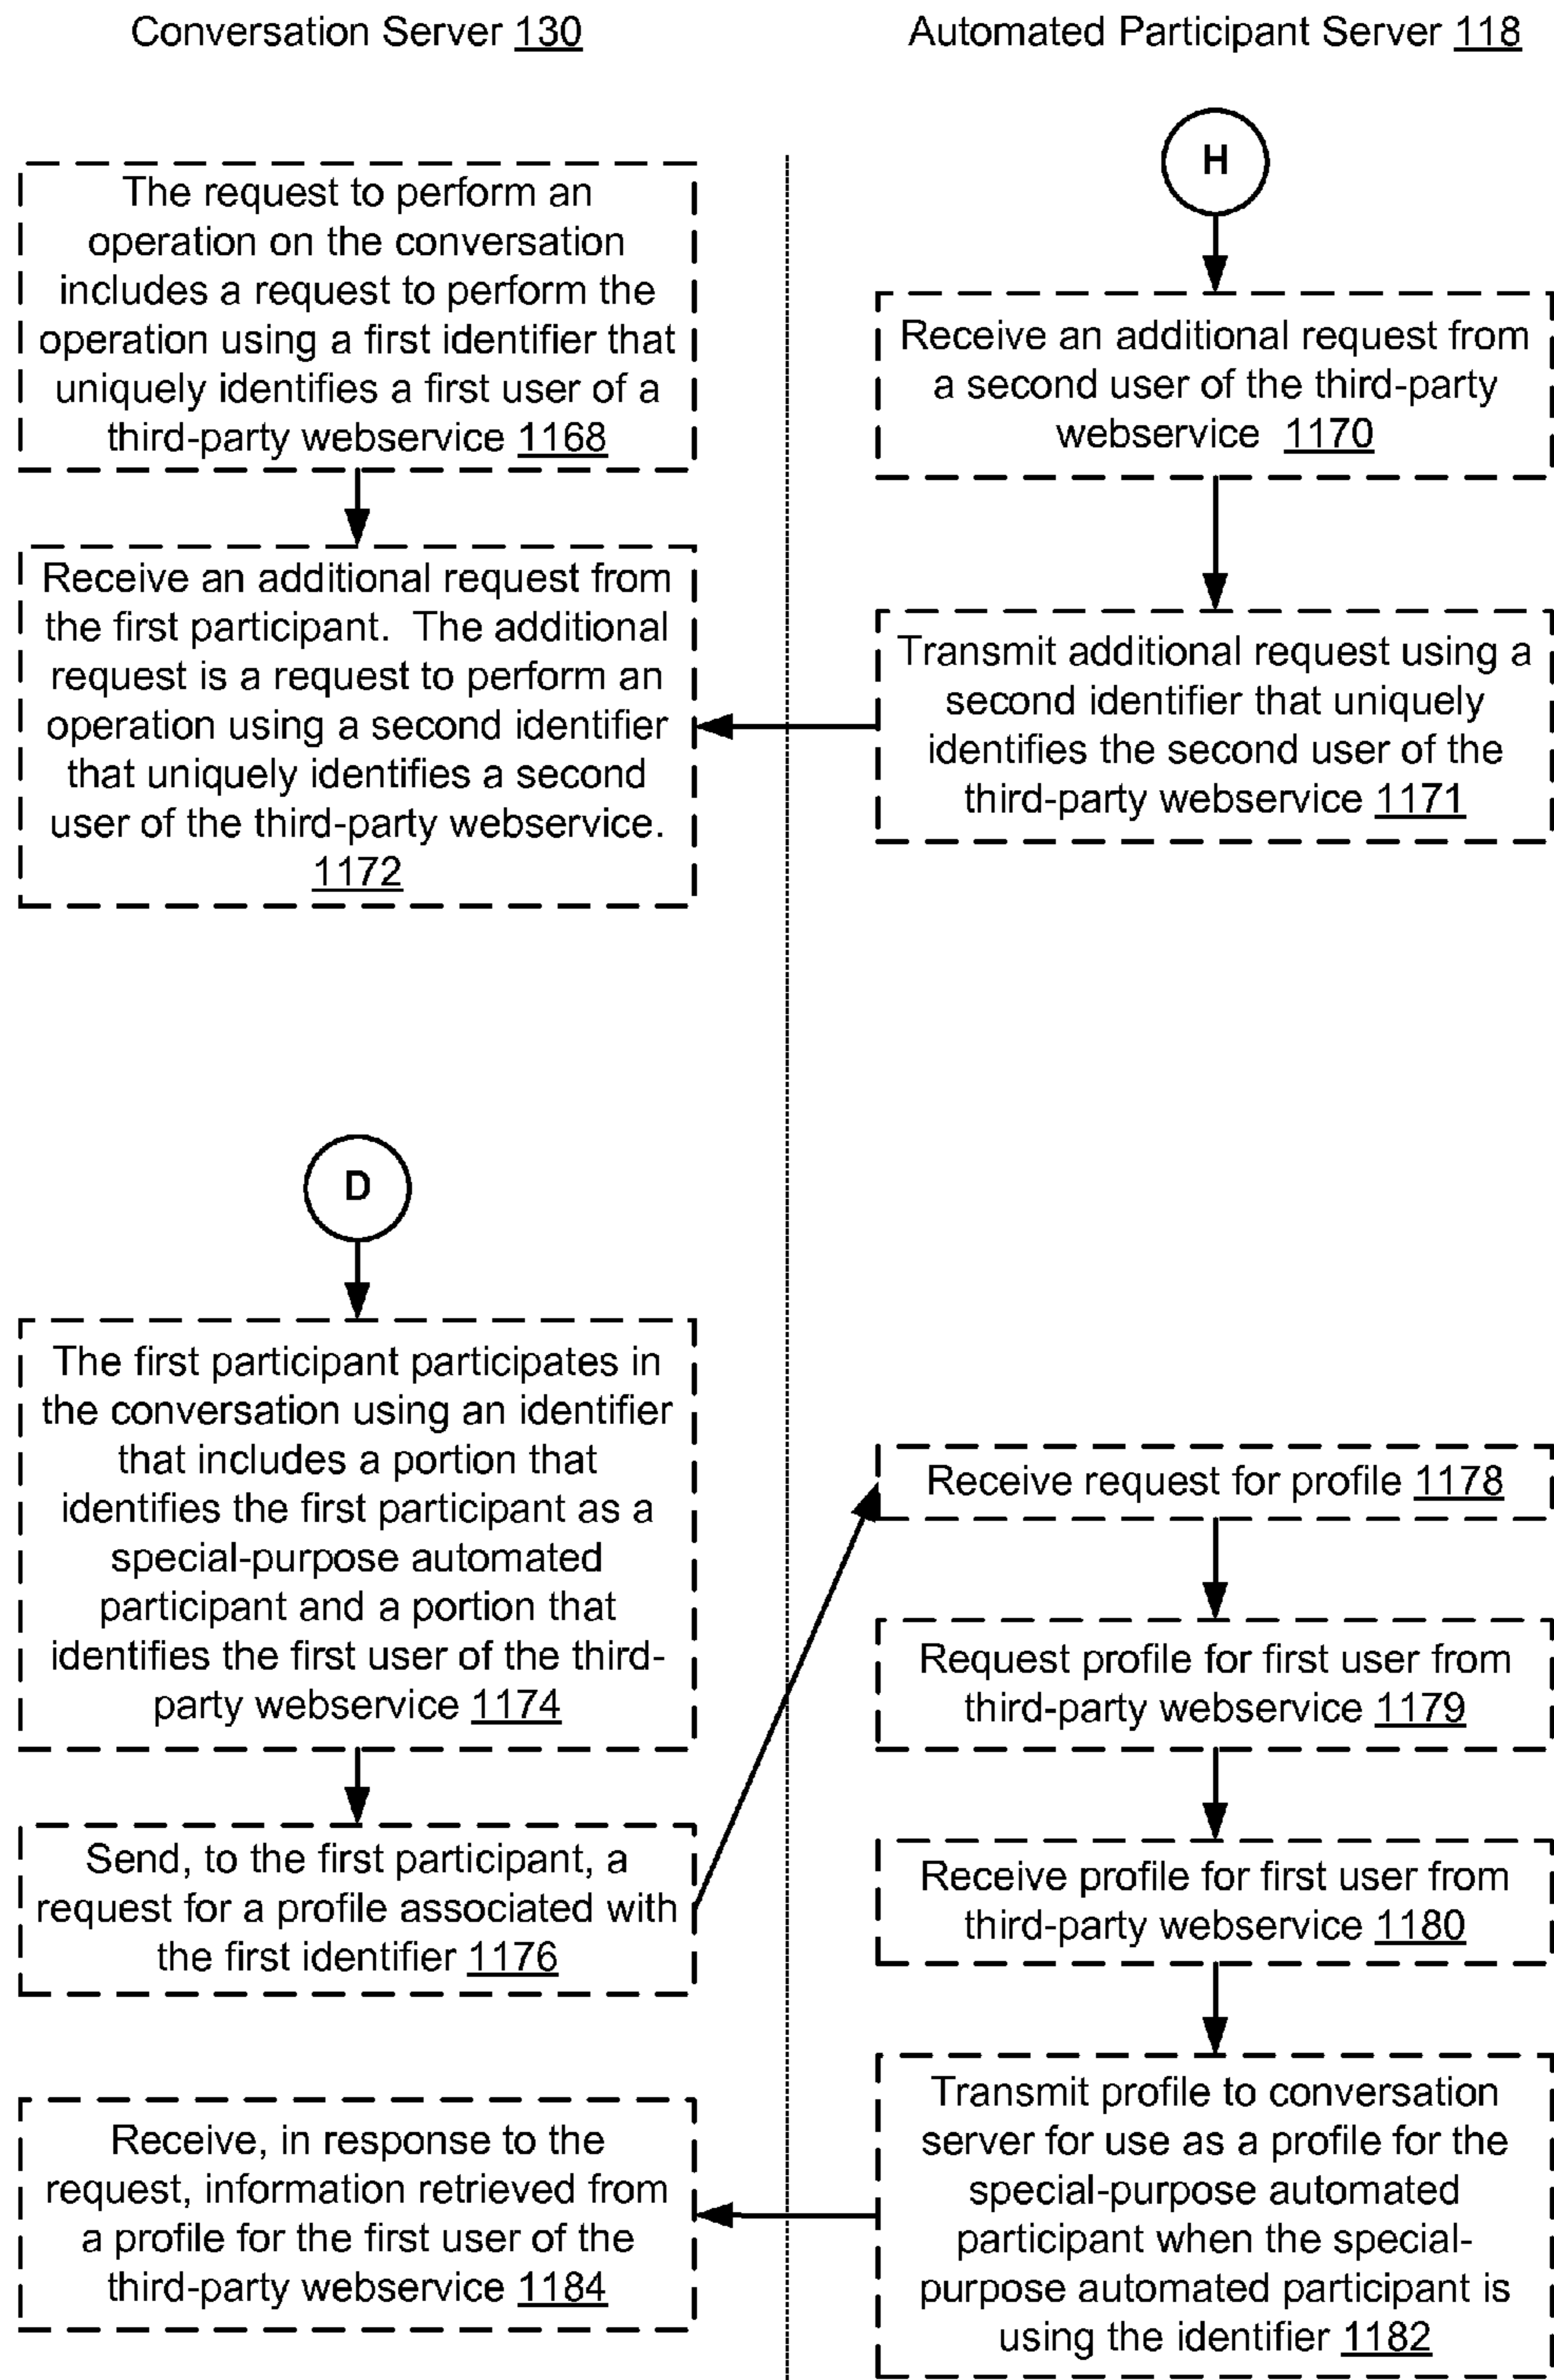 Conversation Server 130
Automated Participant Server 118
The request to perform an
operation on the conversation
includes a request to perform the
operation using a first identifier that
uniquely identifies a first user of a
third-party webservice 1168
H
Receive an additional request from
a second user of the third-party
webservice 1170
Receive an additional request from
the first participant. The additional
request is a request to perform an
operation using a second identifier
that uniquely identifies a second
user of the third-party webservice.
1172
Transmit additional request using a
second identifier that uniquely
identifies the second user of the
third-party webservice 1171
D
The first participant participates in
the conversation using an identifier
that includes a portion that
identifies the first participant as a
special-purpose automated
participant and a portion that
identifies the first user of the third-
party webservice 1174
Send, to the first participant, a
request for a profile associated with
the first identifier 1176
Receive request for profile 1178
Request profile for first user from
third-party webservice 1179
Receive profile for first user from
third-party webservice 1180
Transmit profile to conversation
server for use as a profile for the
special-purpose automated
participant when the special-
purpose automated participant is
using the identifier 1182
Receive, in response to the
request, information retrieved from
a profile for the first user of the
third-party webservice 1184